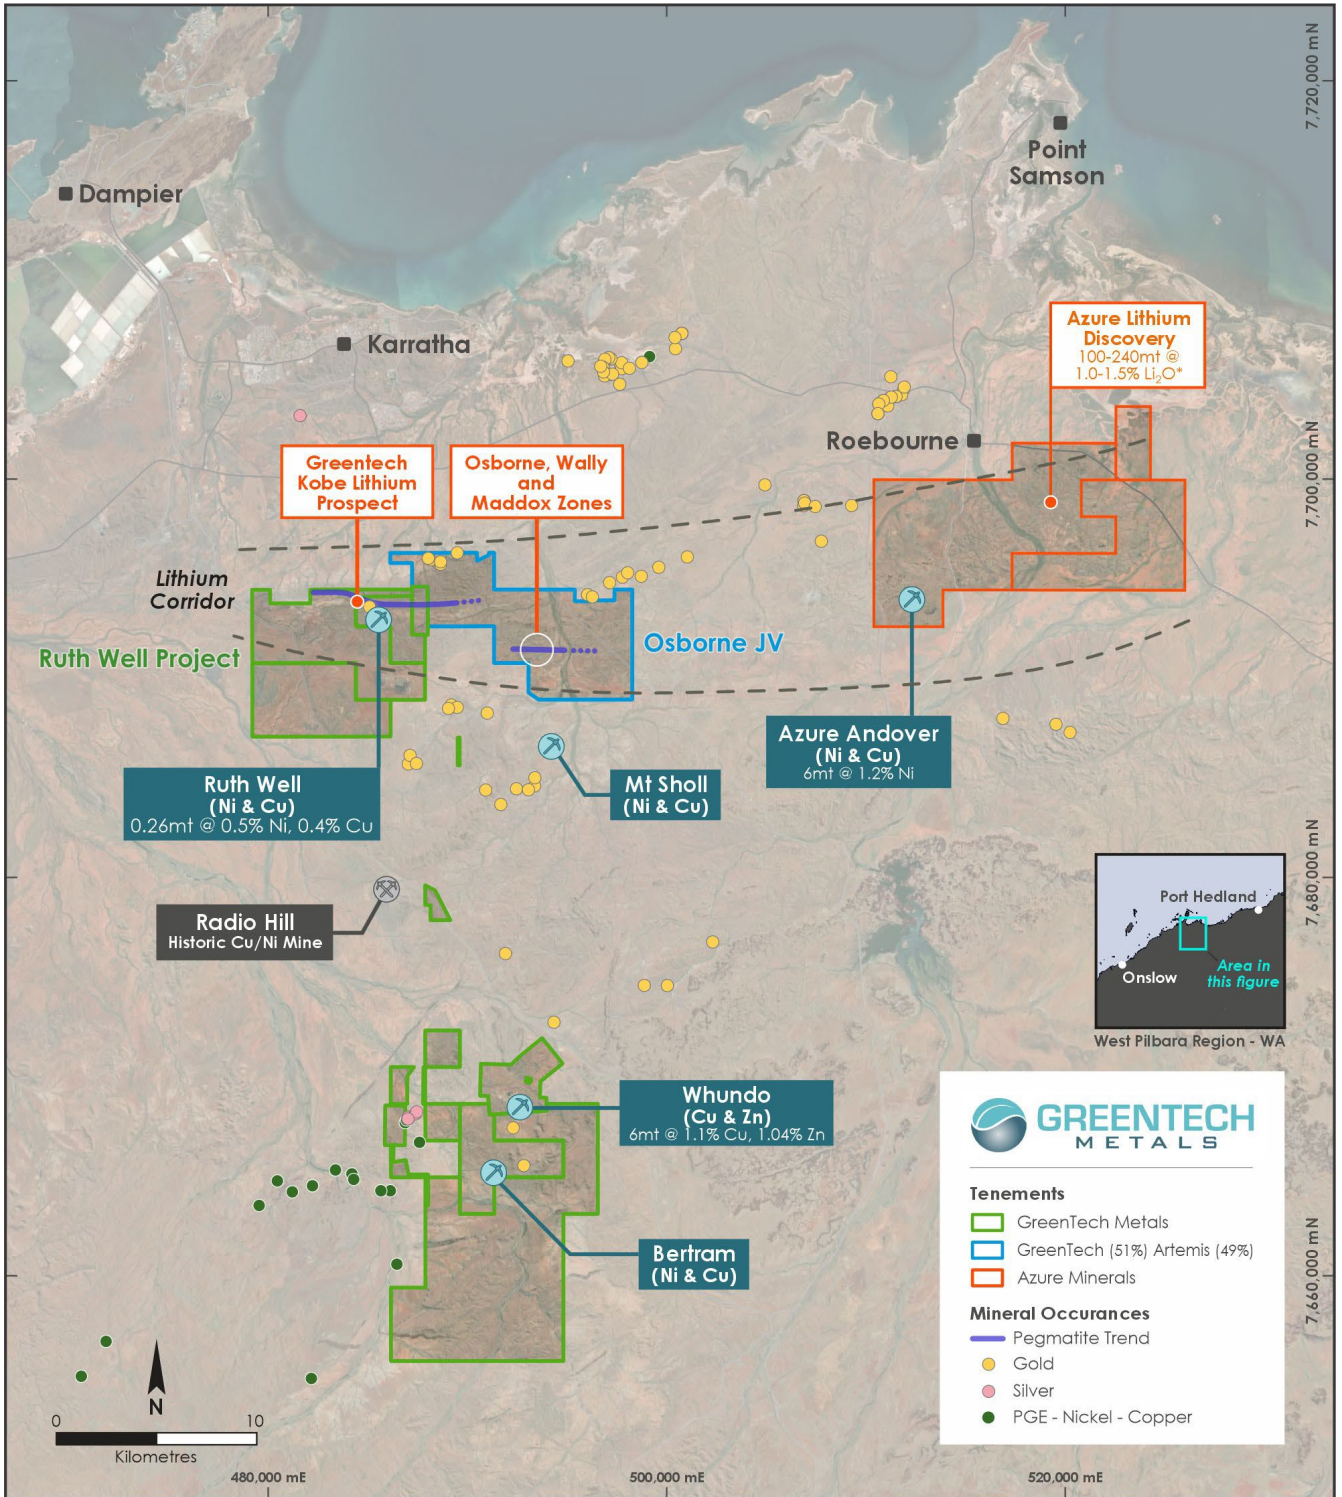 7,720,000 mN
Point
Samson
Dampier
Karratha
Azure Lithium
Discovery
100-240mt @
1.0-1.5% Li₂O*
Roebourne
Greentech
Kobe Lithium
Prospect
Osborne, Wally
and
Maddox Zones
7,700,000 mN
Lithium
Corridor
Ruth Well Project
Osborne JV
Azure Andover
(Ni & Cu)
6mt @ 1.2% Ni
Ruth Well
(Ni & Cu)
0.26mt @ 0.5% Ni, 0.4% Cu
Mt Sholl
(Ni & Cu)
7,680,000 mN
Radio Hill
Historic Cu/Ni Mine
Port Hedland
Onslow
Area in
this figure
West Pilbara Region - WA
Whundo
(Cu & Zn)
6mt @ 1.1% Cu, 1.04% Zn
Bertram
(Ni & Cu)
GREENTECH
METALS
Tenements
GreenTech Metals
GreenTech (51%) Artemis (49%)
Azure Minerals
Mineral Occurances
Pegmatite Trend
Gold
Silver
PGE - Nickel - Copper
7,660,000 mN
N
0 10
Kilometres
480,000 mE
500,000 mE
520,000 mE